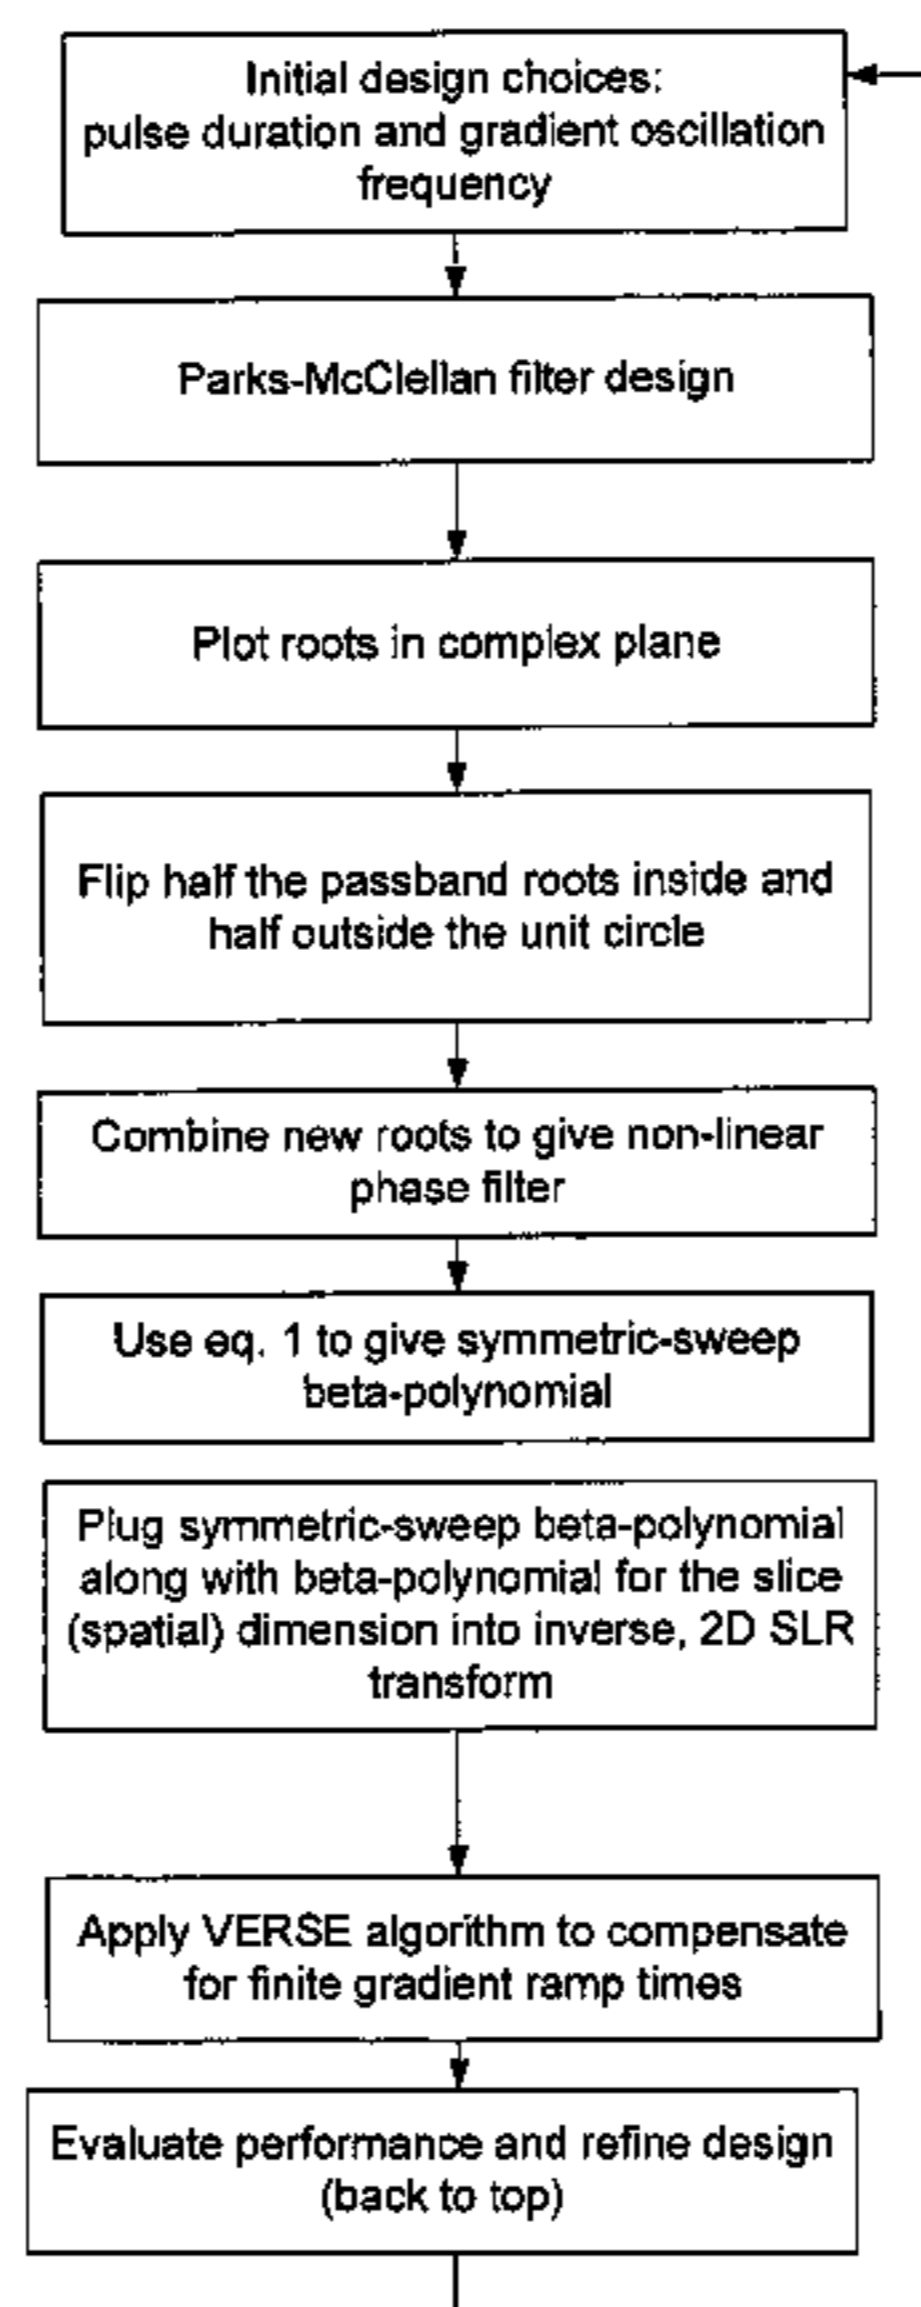 Initial design choices:
pulse duration and gradient oscillation
frequency
Parks-McClellan filter design
Plot roots in complex plane
Flip half the passband roots inside and
half outside the unit circle
Combine new roots to give non-linear
phase filter
Use eq. 1 to give symmetric-sweep
beta-polynomial
Plug symmetric-sweep beta-polynomial
along with beta-polynomial for the slice
(spatial) dimension into inverse, 2D SLR
transform
Apply VERSE algorithm to compensate
for finite gradient ramp times
Evaluate performance and refine design
(back to top)